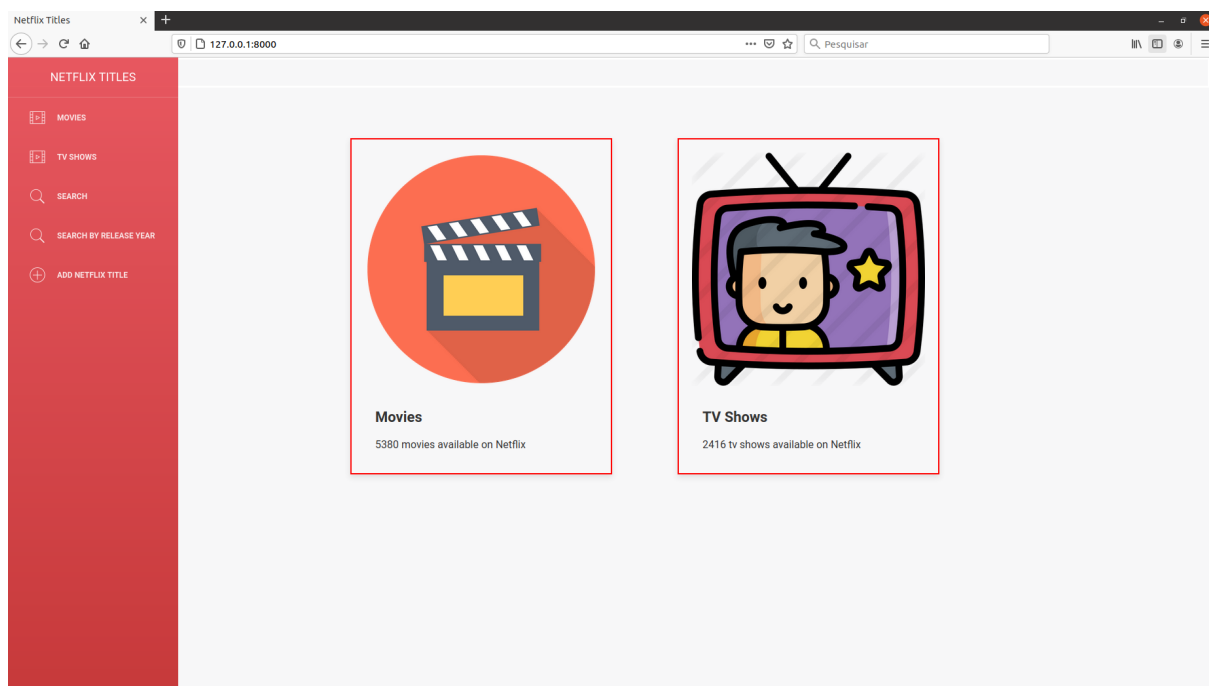 Netflix Titles
127.0.0.1:8000
Pesquisar
NETFLIX TITLES
MOVIES
TV SHOWS
SEARCH
SEARCH BY RELEASE YEAR
ADD NETFLIX TITLE
Movies
5380 movies available on Netflix
TV Shows
2416 tv shows available on Netflix